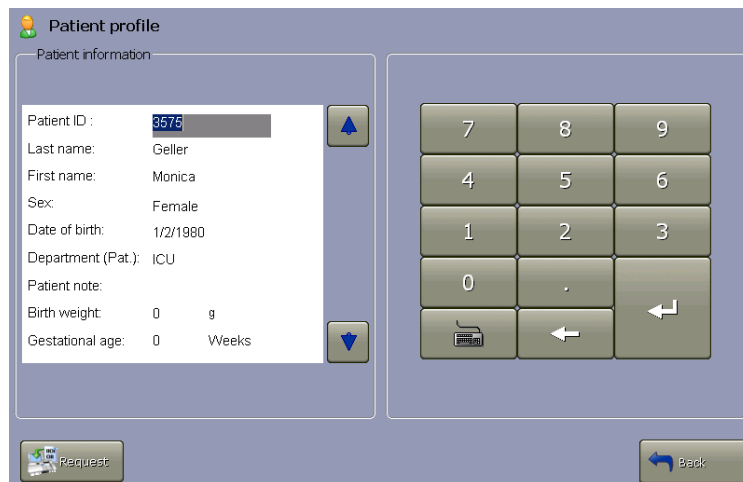 Patient profile
Patient information
Patient ID : 3575
Last name: Geller
First name: Monica
Sex: Female
Date of birth: 1/2/1980
Department (Pat.): ICU
Patient note:
Birth weight: 0 g
Gestational age: 0 Weeks
7 8 9
4 5 6
1 2 3
0 .
Request
Back